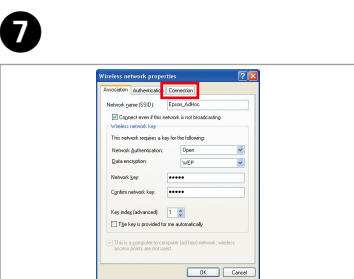 7
Wireless network properties
Association Authentication Connection
Network name (SSID): Epson_AdHoc
Connect even if this network is not broadcasting
Wireless network key
This network requires a key for the following:
Network Authentication: Open
Data encryption: WEP
Network key: •••••
Confirm network key: •••••
Key index (advanced): 1
The key is provided for me automatically
This is a computer-to-computer (ad hoc) network; wireless
access points are not used
OK Cancel